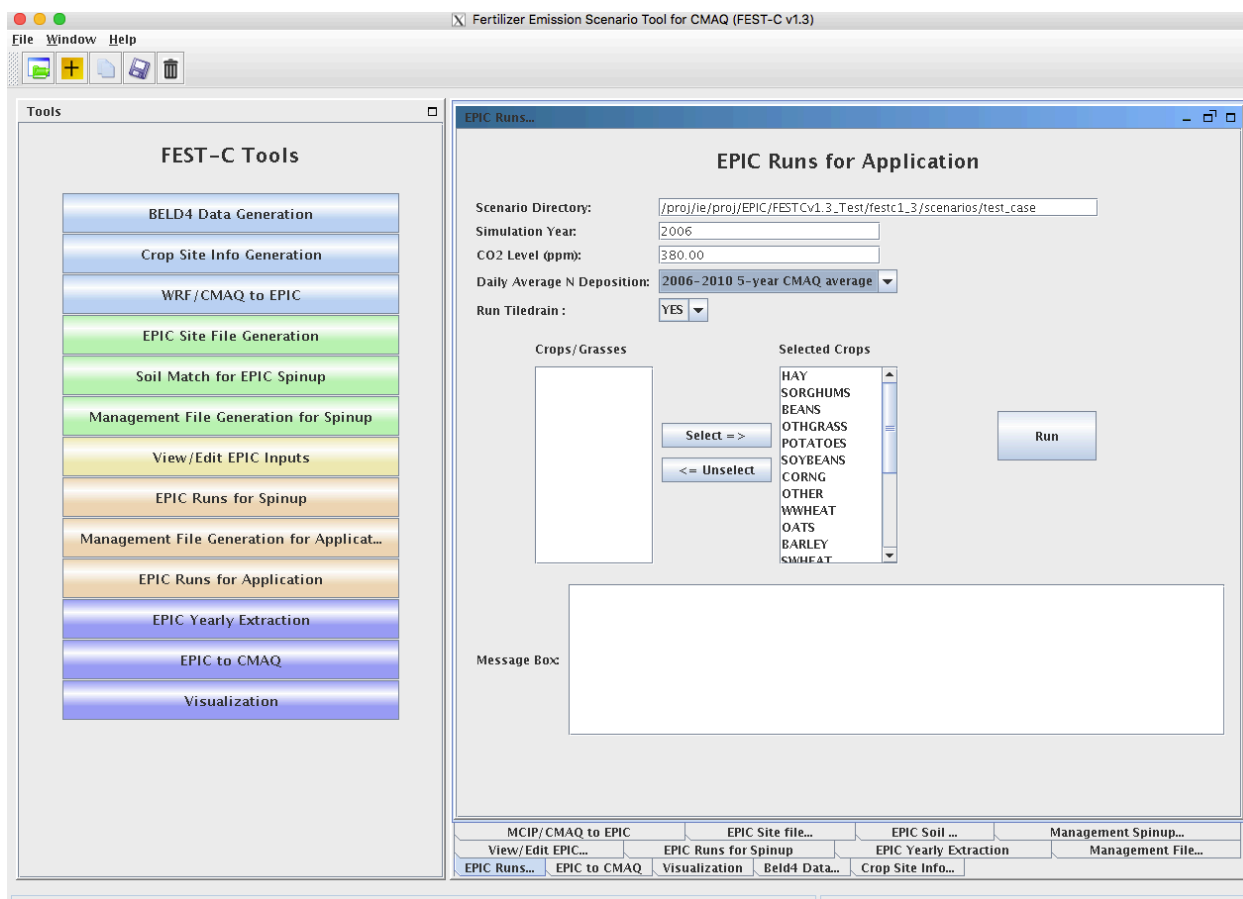 X Fertilizer Emission Scenario Tool for CMAQ (FEST-C v1.3)
File Window Help
Tools
FEST-C Tools
BELD4 Data Generation
Crop Site Info Generation
WRF/CMAQ to EPIC
EPIC Site File Generation
Soil Match for EPIC Spinup
Management File Generation for Spinup
View/Edit EPIC Inputs
EPIC Runs for Spinup
Management File Generation for Applicat...
EPIC Runs for Application
EPIC Yearly Extraction
EPIC to CMAQ
Visualization
EPIC Runs...
EPIC Runs for Application
Scenario Directory: /proj/ie/proj/EPIC/FESTCv1.3_Test/festc1_3/scenarios/test_case
Simulation Year: 2006
CO2 Level (ppm): 380.00
Daily Average N Deposition: 2006-2010 5-year CMAQ average
Run Tiledrain : YES
Crops/Grasses Selected Crops
HAY
SORGHUMS
BEANS
OTHGRASS
POTATOES
SOYBEANS
CORNG
OTHER
WWHEAT
OATS
BARLEY
SWHEAT
Select =>
<= Unselect
Run
Message Box:
MCIP/CMAQ to EPIC EPIC Site file... EPIC Soil ... Management Spinup...
View/Edit EPIC... EPIC Runs for Spinup EPIC Yearly Extraction Management File...
EPIC Runs... EPIC to CMAQ Visualization Beld4 Data... Crop Site Info...